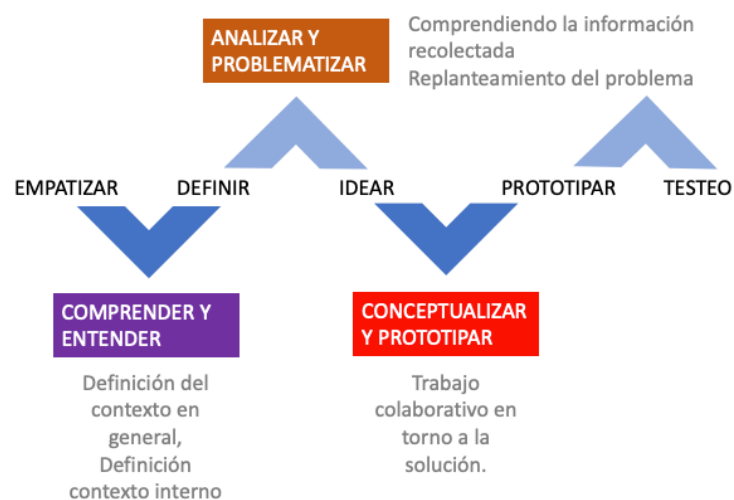 ANALIZAR Y
PROBLEMATIZAR
Comprendiendo la información
recolectada
Replanteamiento del problema
EMPATIZAR
DEFINIR
IDEAR
PROTOTIPAR
TESTEO
COMPRENDER Y
ENTENDER
Definición del
contexto en
general,
Definición
contexto interno
CONCEPTUALIZAR
Y PROTOTIPAR
Trabajo
colaborativo en
torno a la
solución.